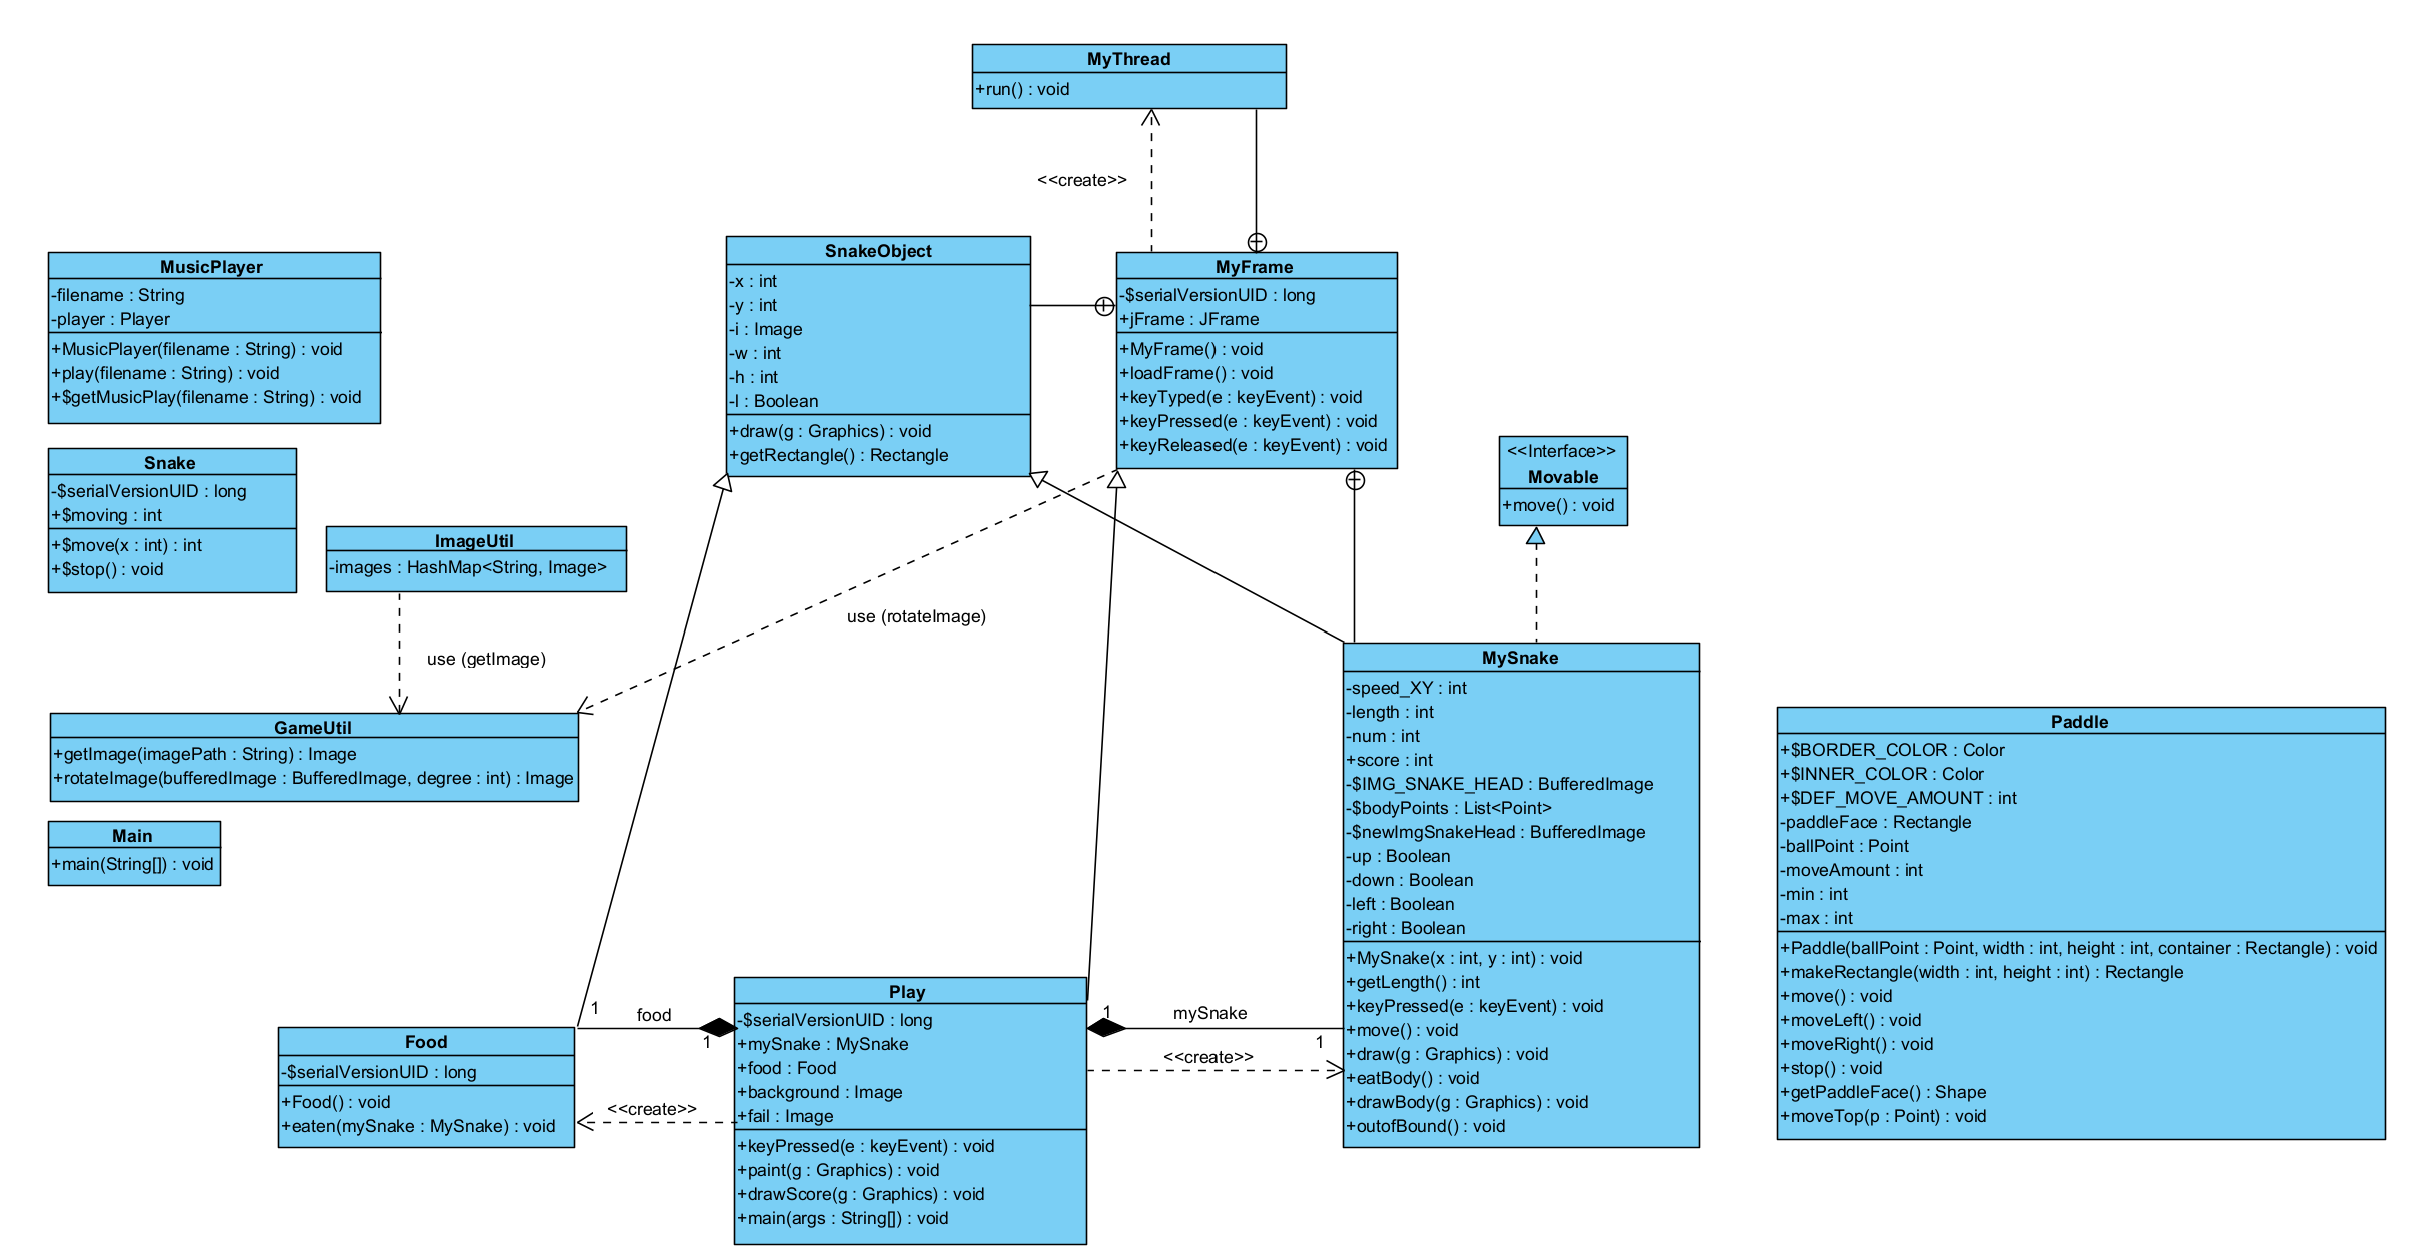 MyThread
+run() : void
<<create>>
MusicPlayer
-filename : String
-player : Player
+MusicPlayer(filename : String) : void
+play(filename : String) : void
+$getMusicPlay(filename : String) : void
SnakeObject
-x : int
-y : int
-i : Image
-w : int
-h : int
-l : Boolean
+draw(g : Graphics) : void
+getRectangle() : Rectangle
MyFrame
-$serialVersionUID : long
+jFrame : JFrame
+MyFrame() : void
+loadFrame() : void
+keyTyped(e : keyEvent) : void
+keyPressed(e : keyEvent) : void
+keyReleased(e : keyEvent) : void
<<Interface>>
Movable
+move() : void
Snake
-$serialVersionUID : long
+$moving : int
+$move(x : int) : int
+$stop() : void
ImageUtil
-images : HashMap<String, Image>
use (getImage)
use (rotateImage)
GameUtil
+getImage(imagePath : String) : Image
+rotateImage(bufferedImage : BufferedImage, degree : int) : Image
Main
+main(String[]) : void
MySnake
-speed_XY : int
-length : int
-num : int
+score : int
-$IMG_SNAKE_HEAD : BufferedImage
-$bodyPoints : List<Point>
-$newImgSnakeHead : BufferedImage
-up : Boolean
-down : Boolean
-left : Boolean
-right : Boolean
+MySnake(x : int, y : int) : void
+getLength() : int
+keyPressed(e : keyEvent) : void
+move() : void
+draw(g : Graphics) : void
+eatBody() : void
+drawBody(g : Graphics) : void
+outofBound() : void
Paddle
+$BORDER_COLOR : Color
+$INNER_COLOR : Color
+$DEF_MOVE_AMOUNT : int
-paddleFace : Rectangle
-ballPoint : Point
-moveAmount : int
-min : int
-max : int
+Paddle(ballPoint : Point, width : int, height : int, container : Rectangle) : void
+makeRectangle(width : int, height : int) : Rectangle
+move() : void
+moveLeft() : void
+moveRight() : void
+stop() : void
+getPaddleFace() : Shape
+moveTop(p : Point) : void
Food
-$serialVersionUID : long
+Food() : void
+eaten(mySnake : MySnake) : void
1
food
1
<<create>>
Play
-$serialVersionUID : long
+mySnake : MySnake
+food : Food
+background : Image
+fail : Image
+keyPressed(e : keyEvent) : void
+paint(g : Graphics) : void
+drawScore(g : Graphics) : void
+main(args : String[]) : void
1
mySnake
1
<<create>>